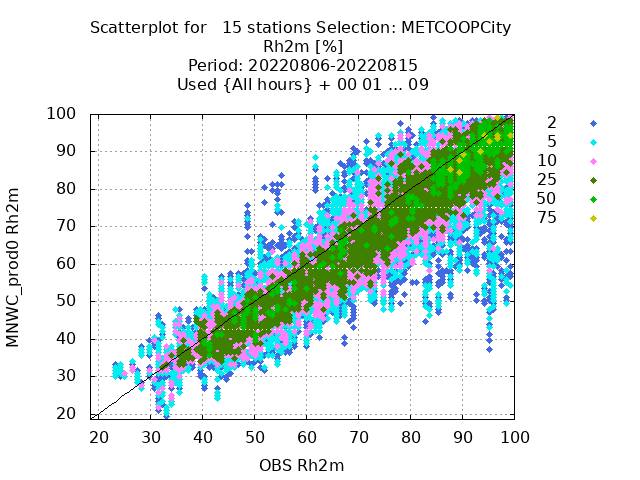 Scatterplot for   15 stations Selection: METCOOPCity
Rh2m [%]
Period: 20220806-20220815
Used {All hours} + 00 01 ... 09
100
90
80
70
60
50
40
30
20
MNWC_prod0 Rh2m
2
5
10
25
50
75
20 30 40 50 60 70 80 90 100
OBS Rh2m